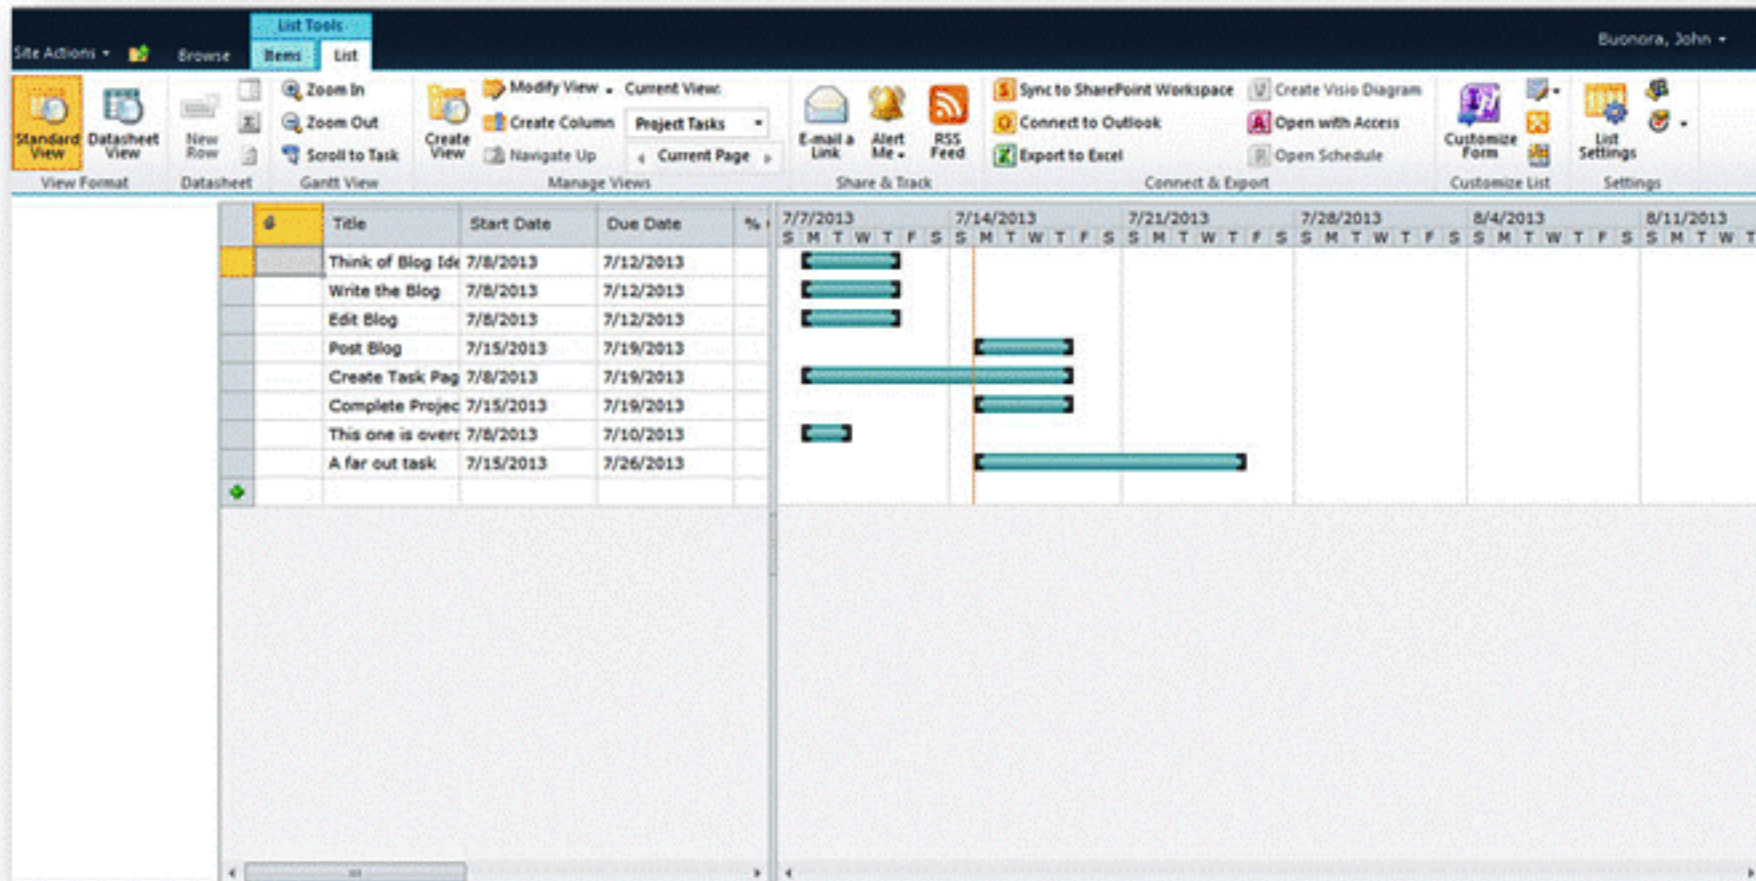 List Tools
Site Actions Browse Items List Buonora, John
Standard View
Datasheet View
View Format
New Row
Datasheet
Zoom In
Zoom Out
Scroll to Task
Gantt View
Create View
Modify View
Create Column
Navigate Up
Current View:
Project Tasks
Current Page
Manage Views
E-mail a Link
Alert Me
RSS Feed
Share & Track
Sync to SharePoint Workspace
Connect to Outlook
Export to Excel
Create Visio Diagram
Open with Access
Open Schedule
Connect & Export
Customize Form
Customize List
List Settings
Settings
Title Start Date Due Date %
7/7/2013 7/14/2013 7/21/2013 7/28/2013 8/4/2013 8/11/2013
S M T W T F S S M T W T F S S M T W T F S S M T W T F S S M T W T F S S M T W T
Think of Blog Ide 7/8/2013 7/12/2013
Write the Blog 7/8/2013 7/12/2013
Edit Blog 7/8/2013 7/12/2013
Post Blog 7/15/2013 7/19/2013
Create Task Pag 7/8/2013 7/19/2013
Complete Projec 7/15/2013 7/19/2013
This one is overd 7/8/2013 7/10/2013
A far out task 7/15/2013 7/26/2013